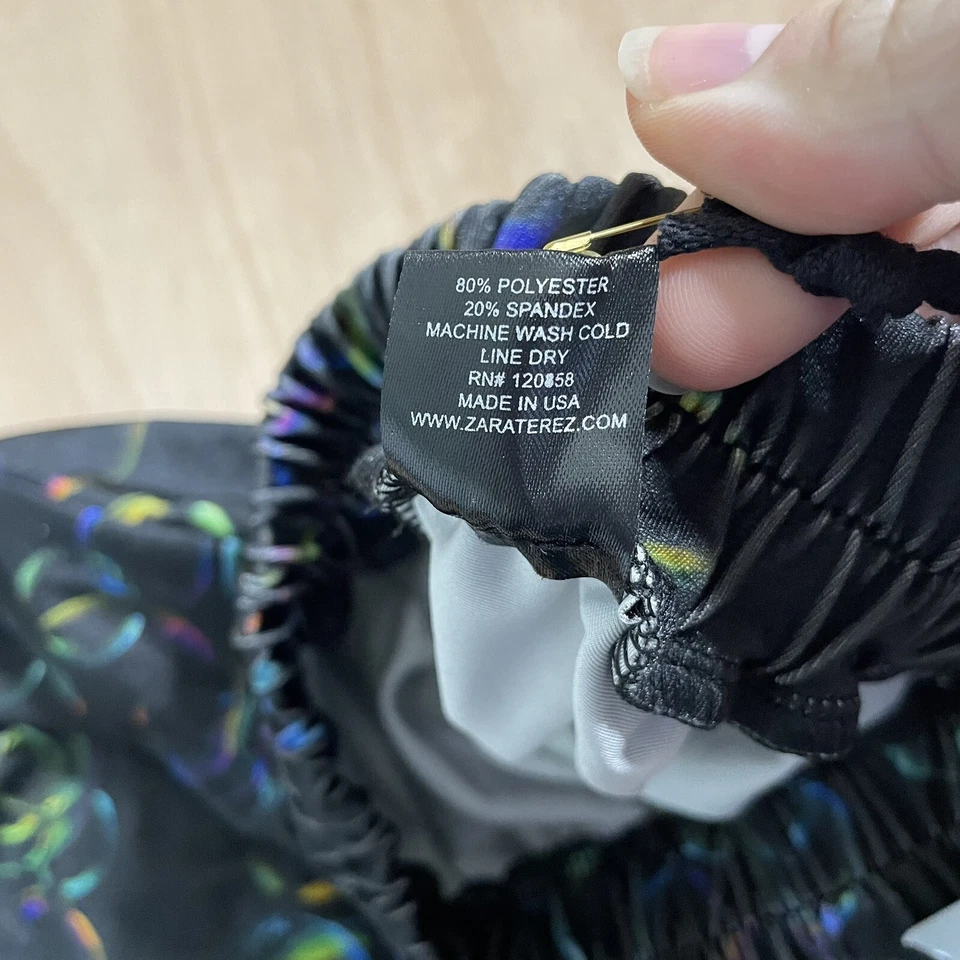 80% POLYESTER
20% SPANDEX
MACHINE WASH COLD
LINE DRY
RN# 120858
MADE IN USA
WWW.ZARATEREZ.COM